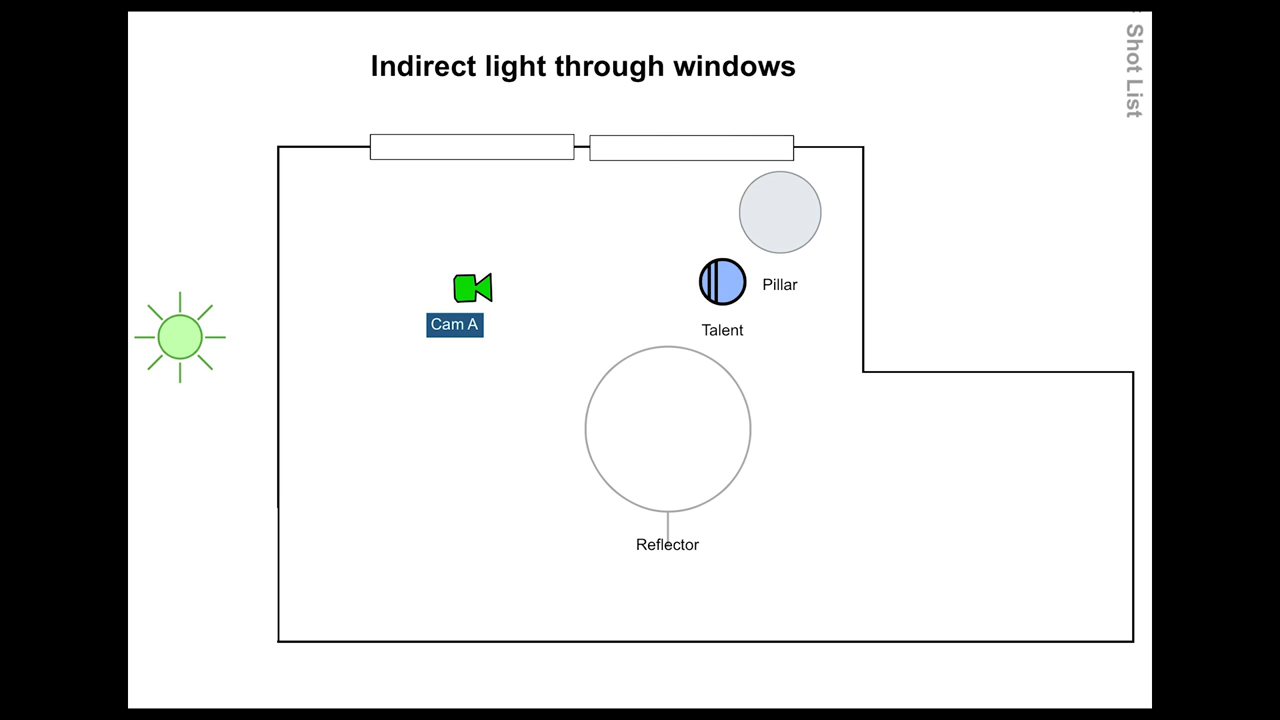 Indirect light through windows
Shot List
Pillar
Cam A
Talent
Reflector